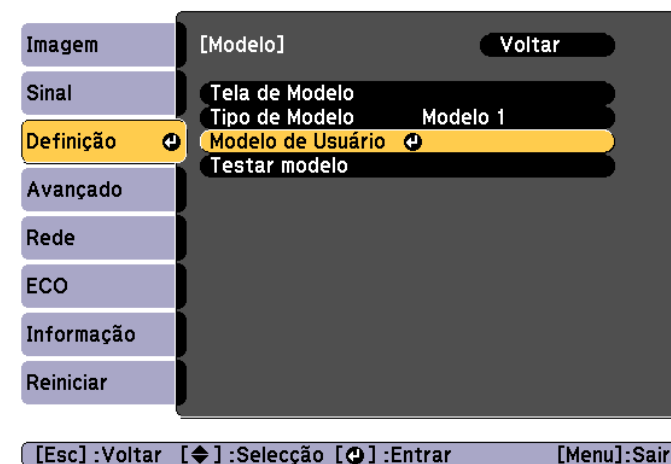 Imagem
Sinal
Definição
Avançado
Rede
ECO
Informação
Reiniciar
[Modelo] Voltar
Tela de Modelo
Tipo de Modelo Modelo 1
Modelo de Usuário
Testar modelo
[Esc] :Voltar [ ] :Selecção [ ] :Entrar [Menu]:Sair